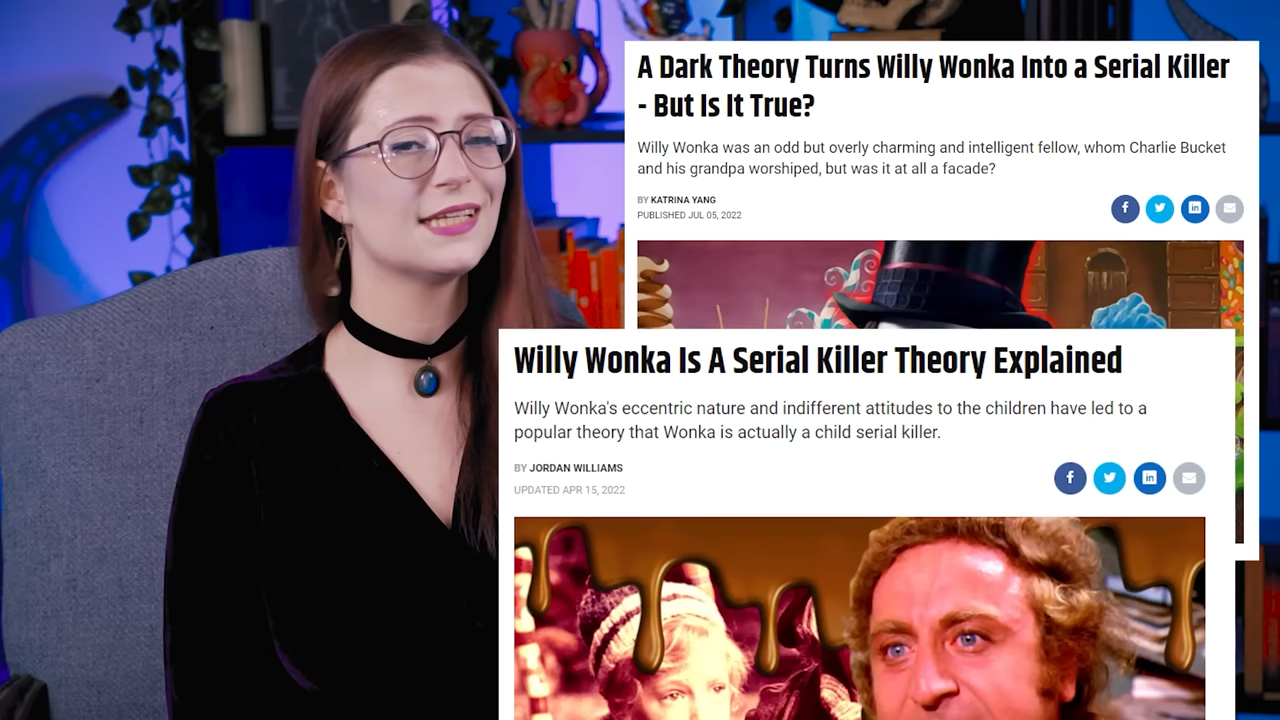 A Dark Theory Turns Willy Wonka Into a Serial Killer
- But Is It True?
Willy Wonka was an odd but overly charming and intelligent fellow, whom Charlie Bucket
and his grandpa worshiped, but was it at all a facade?
BY KATRINA YANG
PUBLISHED JUL 05, 2022
Willy Wonka Is A Serial Killer Theory Explained
Willy Wonka's eccentric nature and indifferent attitudes to the children have led to a
popular theory that Wonka is actually a child serial killer.
BY JORDAN WILLIAMS
UPDATED APR 15, 2022